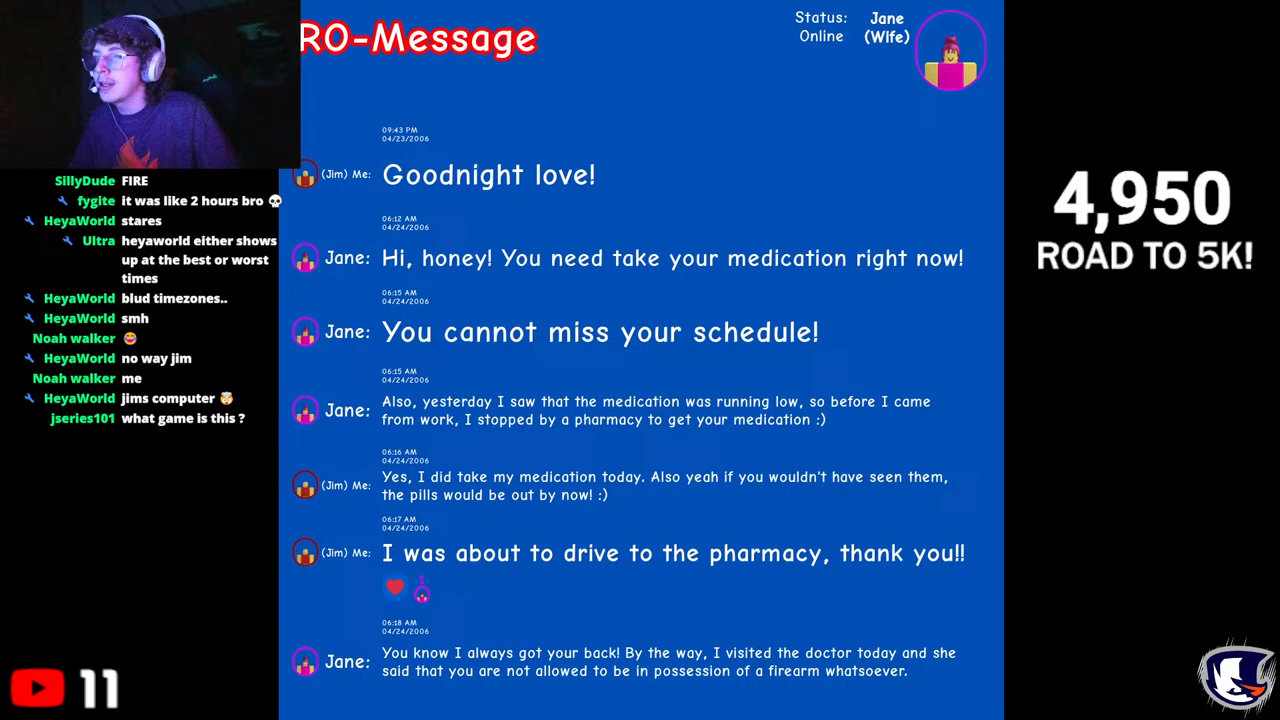 RO-Message
Status:
Online
Jane
(Wife)
09:43 PM
04/23/2006
(Jim) Me: Goodnight love!
06:12 AM
04/24/2006
Jane: Hi, honey! You need take your medication right now!
06:15 AM
04/24/2006
Jane: You cannot miss your schedule!
06:15 AM
04/24/2006
Jane: Also, yesterday I saw that the medication was running low, so before I came
from work, I stopped by a pharmacy to get your medication :)
06:16 AM
04/24/2006
(Jim) Me: Yes, I did take my medication today. Also yeah if you wouldn't have seen them,
the pills would be out by now! :)
06:17 AM
04/24/2006
(Jim) Me: I was about to drive to the pharmacy, thank you!!
1
06:18 AM
04/24/2006
Jane: You know I always got your back! By the way, I visited the doctor today and she
said that you are not allowed to be in possession of a firearm whatsoever.
SillyDude FIRE
fygite it was like 2 hours bro 💀
HeyaWorld stares
Ultra heyaworld either shows
up at the best or worst
times
HeyaWorld blud timezones..
HeyaWorld smh
Noah walker 😂
HeyaWorld no way jim
Noah walker me
HeyaWorld jims computer 🤯
jseries101 what game is this ?
11
4,950
ROAD TO 5K!